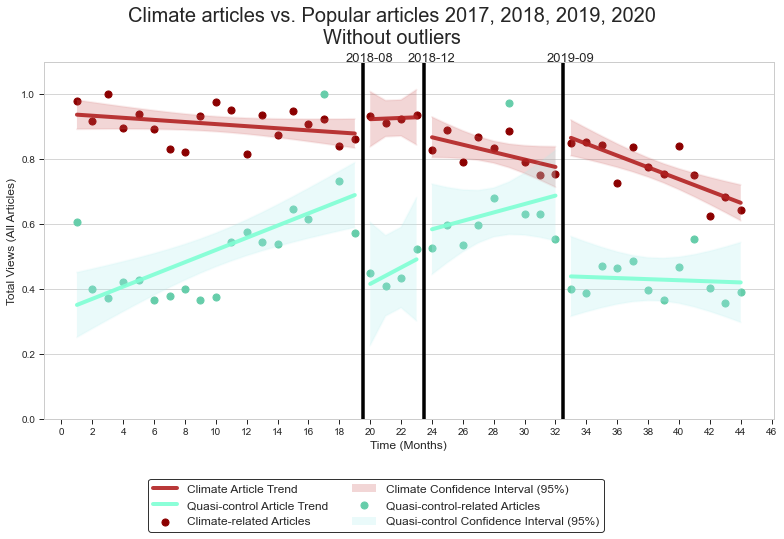 Climate articles vs. Popular articles 2017, 2018, 2019, 2020
Without outliers
2018-08 2018-12 2019-09
Total Views (All Articles)
1.0
0.8
0.6
0.4
0.2
0.0
0 2 4 6 8 10 12 14 16 18 20 22 24 26 28 30 32 34 36 38 40 42 44 46
Time (Months)
Climate Article Trend
Quasi-control Article Trend
Climate-related Articles
Climate Confidence Interval (95%)
Quasi-control-related Articles
Quasi-control Confidence Interval (95%)